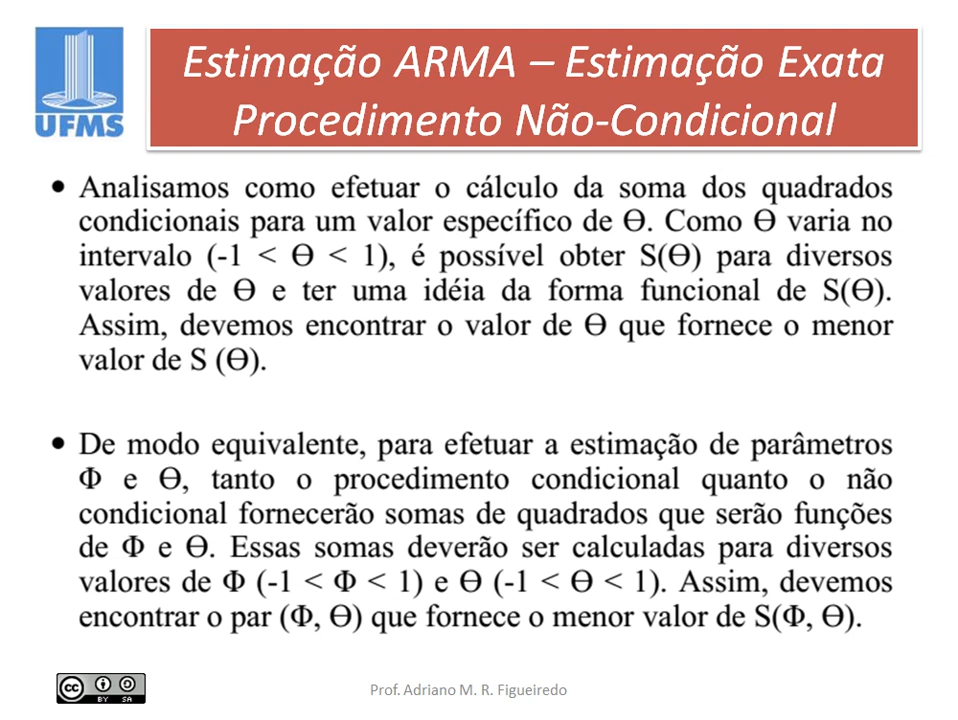 UFMS
Estimação ARMA – Estimação Exata
Procedimento Não-Condicional
• Analisamos como efetuar o cálculo da soma dos quadrados
condicionais para um valor específico de Ɵ. Como Ɵ varia no
intervalo (-1 < Ɵ < 1), é possível obter S(Ɵ) para diversos
valores de Ɵ e ter uma idéia da forma funcional de S(Ɵ).
Assim, devemos encontrar o valor de Ɵ que fornece o menor
valor de S (Ɵ).
• De modo equivalente, para efetuar a estimação de parâmetros
Φ e Ɵ, tanto o procedimento condicional quanto o não
condicional fornecerão somas de quadrados que serão funções
de Φ e Ɵ. Essas somas deverão ser calculadas para diversos
valores de Φ (-1 < Φ < 1) e Ɵ (-1 < Ɵ < 1). Assim, devemos
encontrar o par (Φ, Ɵ) que fornece o menor valor de S(Φ, Ɵ).
cc BY SA
Prof. Adriano M. R. Figueiredo